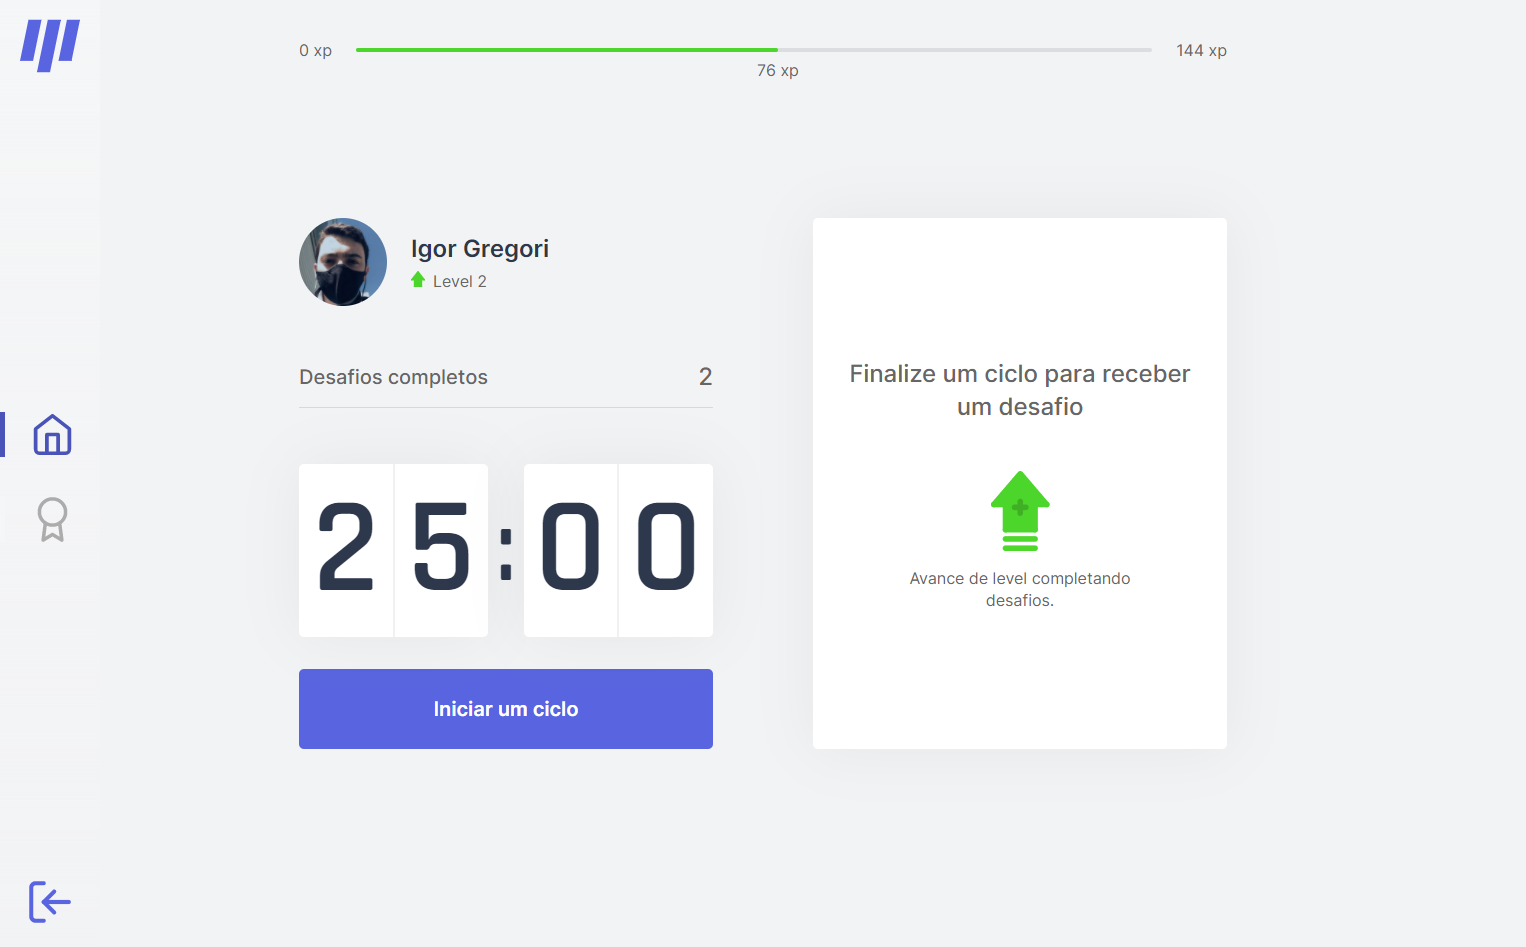 0 xp
144 xp
76 xp
Igor Gregori
Level 2
Desafios completos
2
25:00
Iniciar um ciclo
Finalize um ciclo para receber
um desafio
Avance de level completando
desafios.